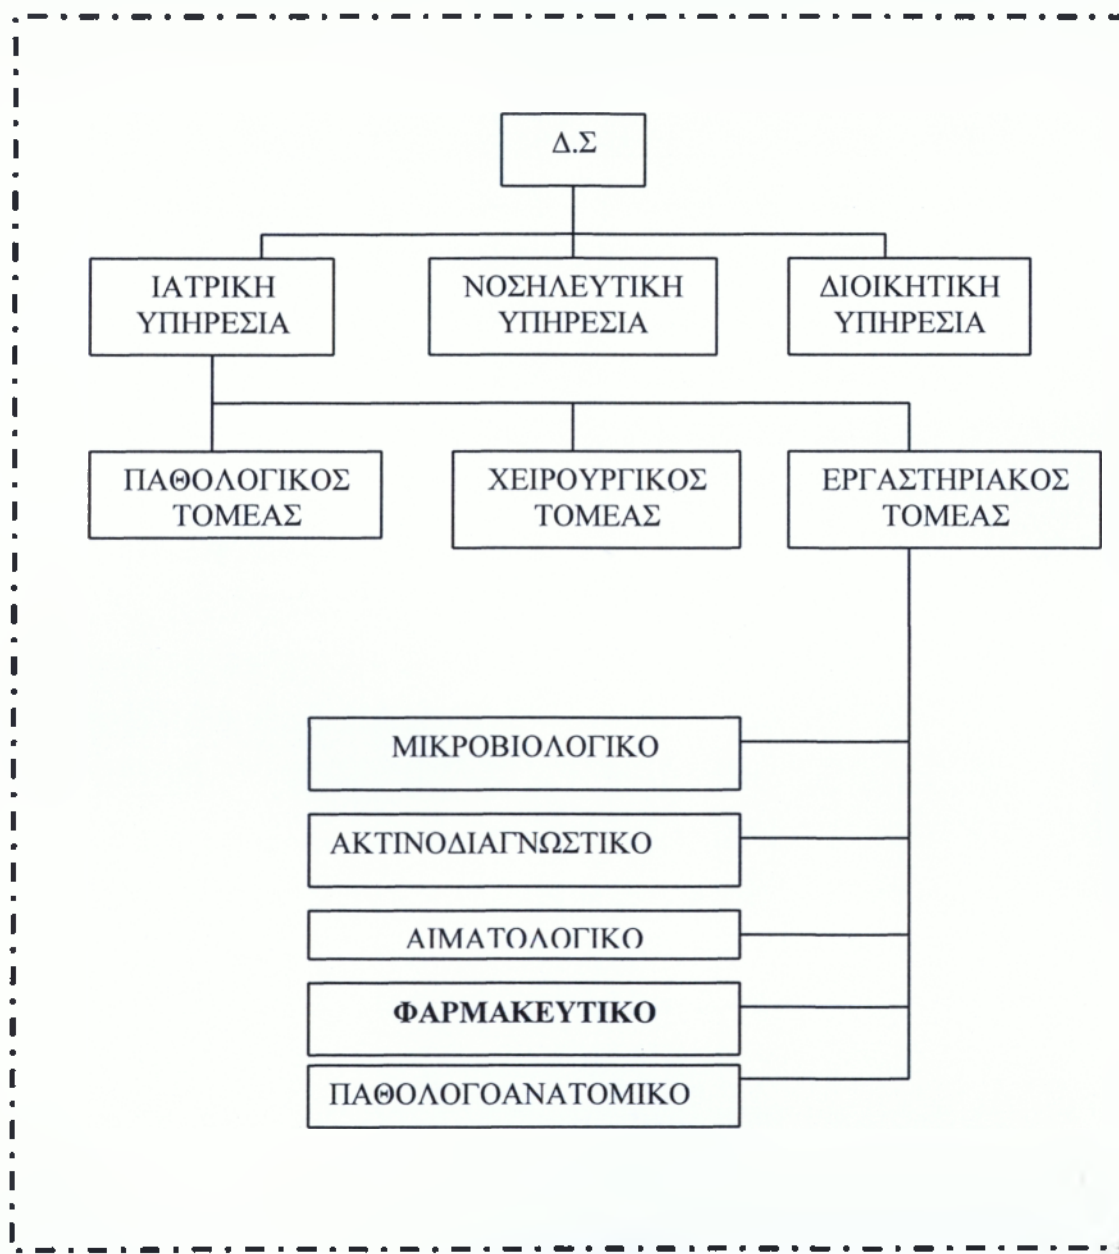 Δ.Σ
ΙΑΤΡΙΚΗ
ΥΠΗΡΕΣΙΑ
ΝΟΣΗΛΕΥΤΙΚΗ
ΥΠΗΡΕΣΙΑ
ΔΙΟΙΚΗΤΙΚΗ
ΥΠΗΡΕΣΙΑ
ΠΑΘΟΛΟΓΙΚΟΣ
ΤΟΜΕΑΣ
ΧΕΙΡΟΥΡΓΙΚΟΣ
ΤΟΜΕΑΣ
ΕΡΓΑΣΤΗΡΙΑΚΟΣ
ΤΟΜΕΑΣ
ΜΙΚΡΟΒΙΟΛΟΓΙΚΟ
ΑΚΤΙΝΟΔΙΑΓΝΩΣΤΙΚΟ
ΑΙΜΑΤΟΛΟΓΙΚΟ
ΦΑΡΜΑΚΕΥΤΙΚΟ
ΠΑΘΟΛΟΓΟΑΝΑΤΟΜΙΚΟ